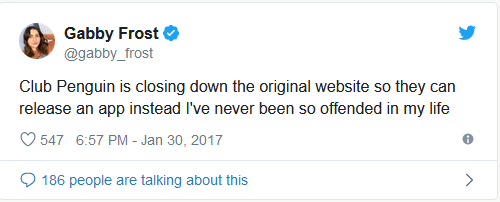 Gabby Frost
@gabby_frost
Club Penguin is closing down the original website so they can
release an app instead I've never been so offended in my life
547 6:57 PM - Jan 30, 2017
186 people are talking about this